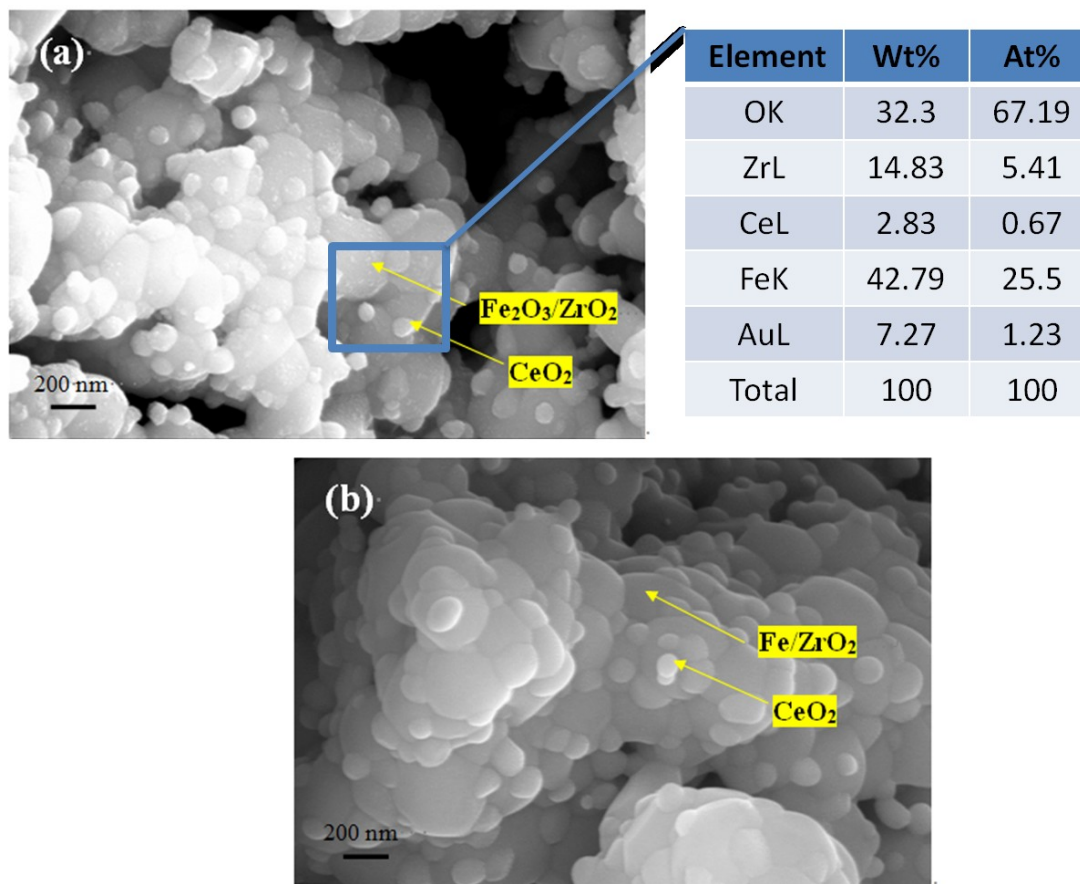 (a)
Fe₂O₃/ZrO₂
CeO₂
200 nm
Element Wt% At%
OK 32.3 67.19
ZrL 14.83 5.41
CeL 2.83 0.67
FeK 42.79 25.5
AuL 7.27 1.23
Total 100 100
(b)
Fe/ZrO₂
CeO₂
200 nm